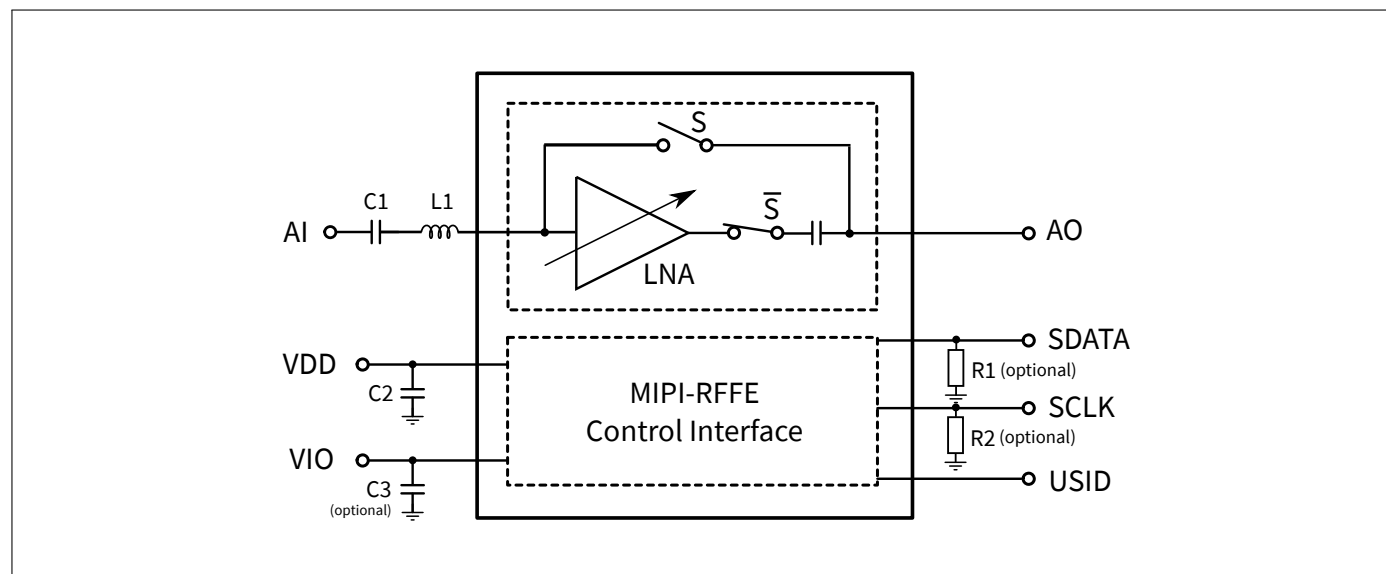 S
C1
L1
S̅
AI
AO
LNA
SDATA
VDD
R1 (optional)
C2
MIPI-RFFE
Control Interface
SCLK
R2 (optional)
VIO
C3
(optional)
USID